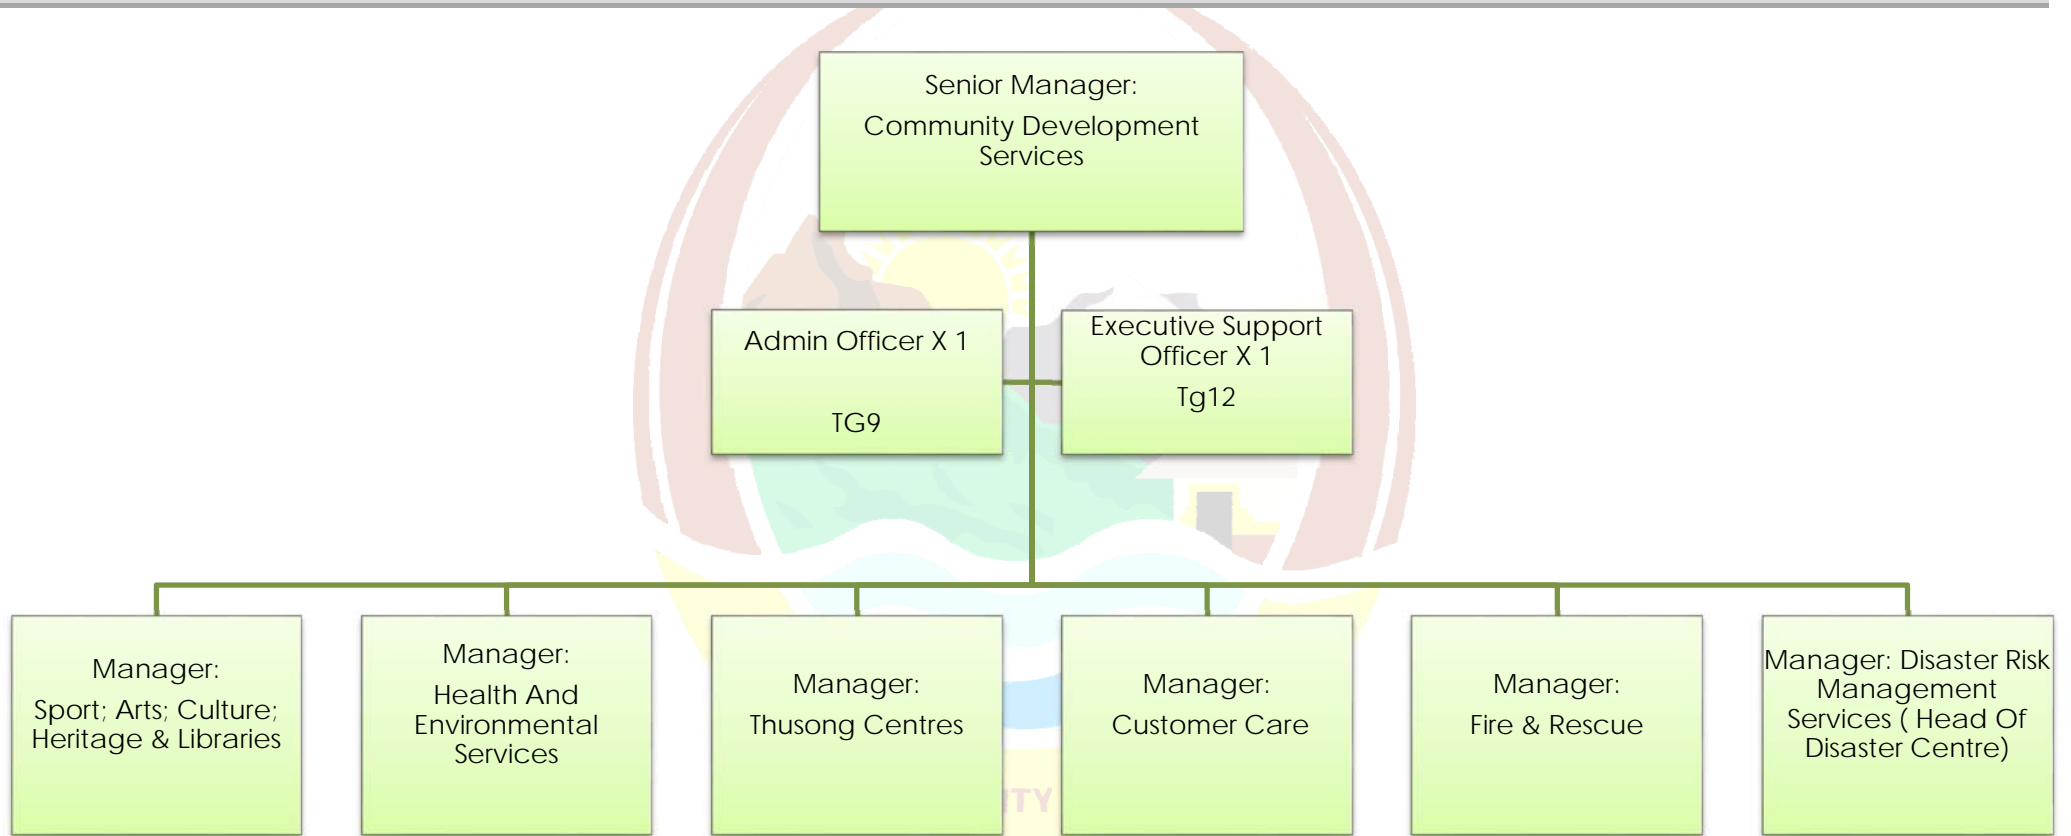 Senior Manager:
Community Development
Services
Admin Officer X 1
TG9
Executive Support
Officer X 1
Tg12
Manager:
Sport; Arts; Culture;
Heritage & Libraries
Manager:
Health And
Environmental
Services
Manager:
Thusong Centres
Manager:
Customer Care
Manager:
Fire & Rescue
Manager: Disaster Risk
Management
Services ( Head Of
Disaster Centre)